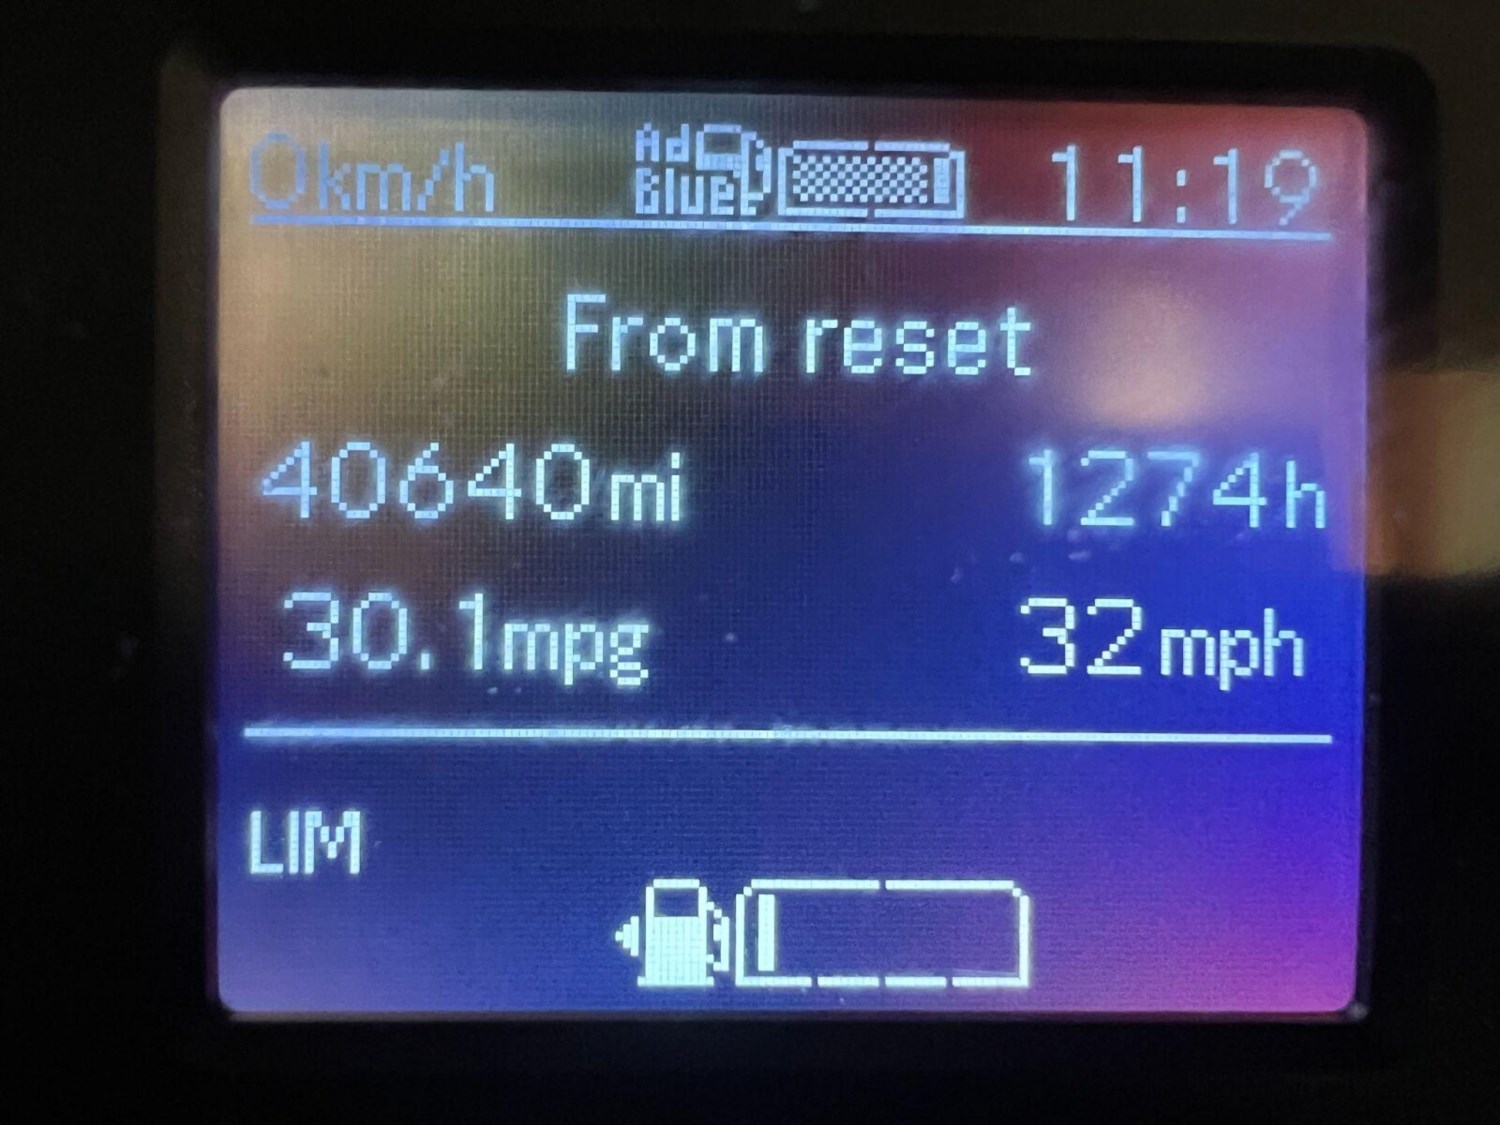 0km/h Ad Blue 11:19
From reset
40640mi 1274h
30.1mpg 32mph
LIM